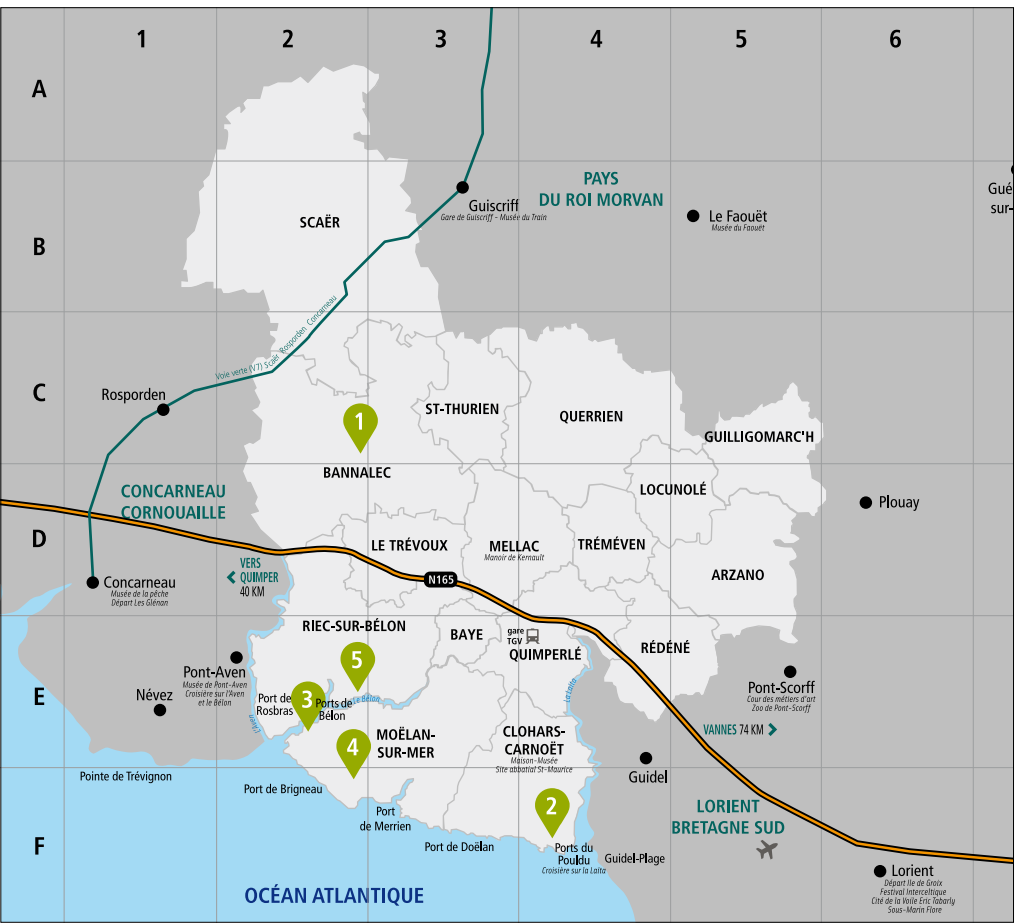 1
2
3
4
5
6
A
B
C
D
E
F
PAYS
DU ROI MORVAN
Guiscriff
Gare de Guiscriff - Musée du Train
Gué
sur-
SCAËR
Le Faouët
Musée du Faouët
Voie verte (V7) Scaër Rosporden Concarneau
Rosporden
1
ST-THURIEN
QUERRIEN
GUILLIGOMARC'H
BANNALEC
LOCUNOLÉ
CONCARNEAU
CORNOUAILLE
Plouay
LE TRÉVOUX
MELLAC
Manoir de Kernault
TRÉMÉVEN
ARZANO
VERS
QUIMPER
40 KM
N165
Concarneau
Musée de la pêche
Départ Les Glénan
RIEC-SUR-BÉLON
BAYE
gare
TGV
QUIMPERLÉ
RÉDÉNÉ
5
Pont-Aven
Musée de Pont-Aven
Croisière sur l'Aven
et le Bélon
Névez
Port de
Rosbras
3
Ports de
Bélon
Le Bélon
L'Aven
La Laïta
Pont-Scorff
Cour des métiers d'art
Zoo de Pont-Scorff
4
MOËLAN-
SUR-MER
CLOHARS-
CARNOËT
Maison-Musée
Site abbatial St-Maurice
VANNES 74 KM
Pointe de Trévignon
Port de Brigneau
Guidel
2
Port
de Merrien
LORIENT
BRETAGNE SUD
Port de Doëlan
Ports du
Pouldu
Croisière sur la Laïta
Guidel-Plage
OCÉAN ATLANTIQUE
Lorient
Départ Ile de Groix
Festival Interceltique
Cité de la Voile Eric Tabarly
Sous-Marin Flore